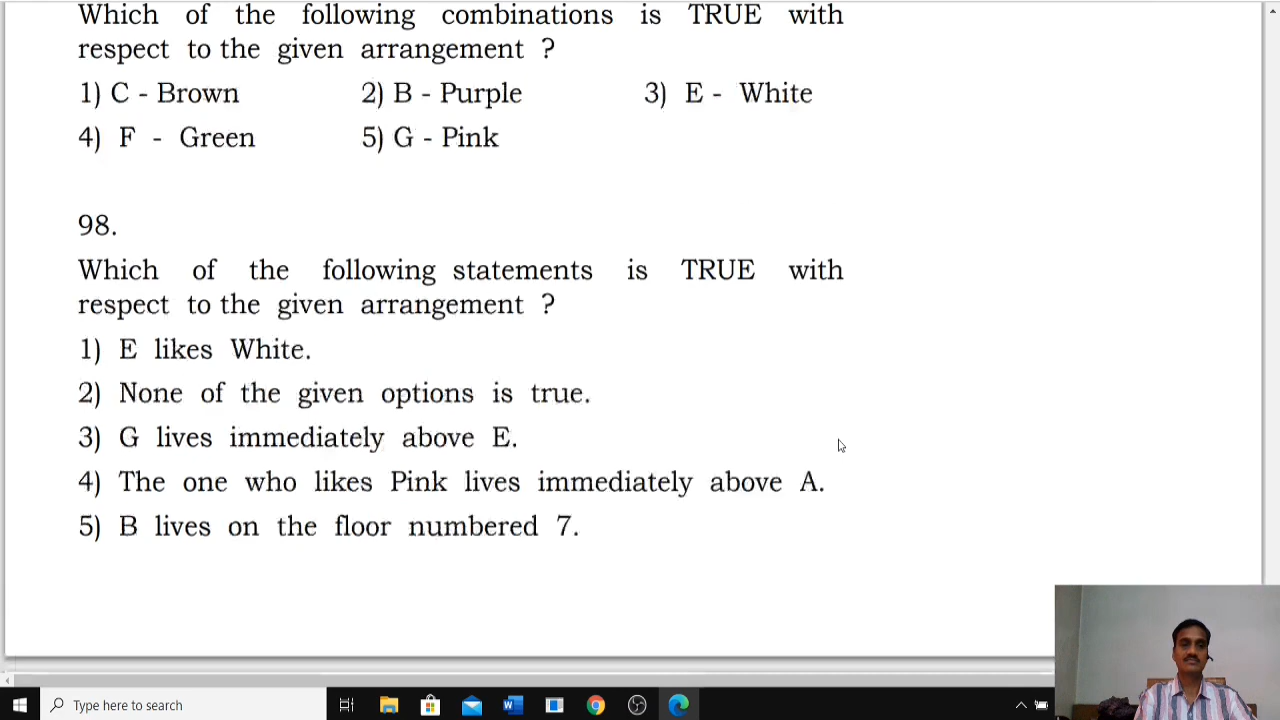 Which of the following combinations is TRUE with
respect to the given arrangement ?
1) C - Brown 2) B - Purple 3) E - White
4) F - Green 5) G - Pink
98.
Which of the following statements is TRUE with
respect to the given arrangement ?
1) E likes White.
2) None of the given options is true.
3) G lives immediately above E.
4) The one who likes Pink lives immediately above A.
5) B lives on the floor numbered 7.
Type here to search